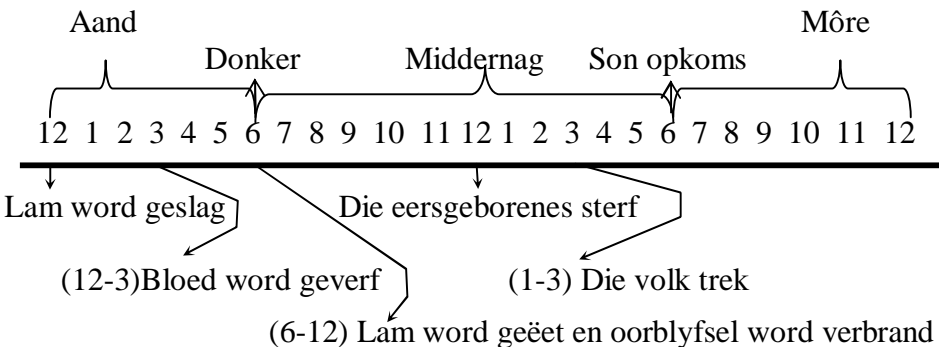 Aand Môre
Donker Middernag Son opkoms
12 1 2 3 4 5 6 7 8 9 10 11 12 1 2 3 4 5 6 7 8 9 10 11 12
Lam word geslag Die eersgeborenes sterf
(12-3)Bloed word geverf (1-3) Die volk trek
(6-12) Lam word geëet en oorblyfsel word verbrand